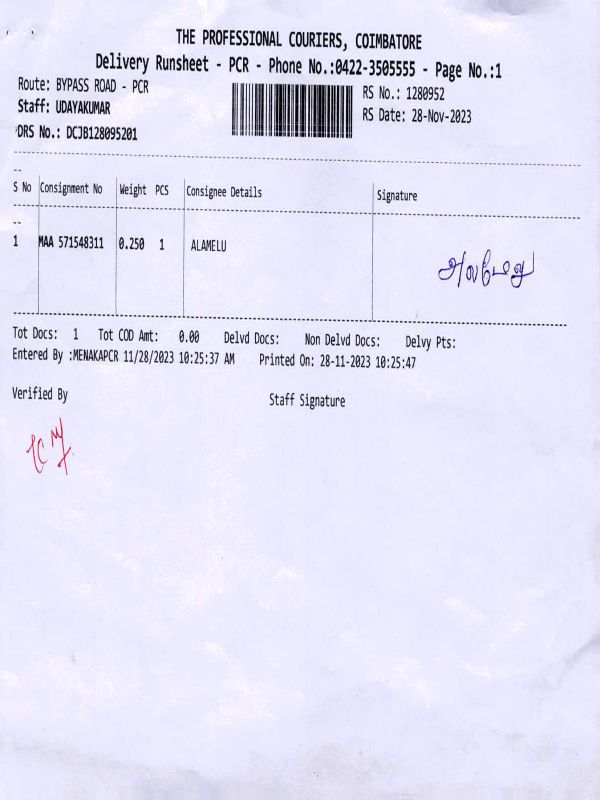 THE PROFESSIONAL COURIERS, COIMBATORE
Delivery Runsheet - PCR - Phone No.:0422-3505555 - Page No.:1
Route: BYPASS ROAD - PCR
RS No.: 1280952
Staff: UDAYAKUMAR
RS Date: 28-Nov-2023
DRS No.: DCJB128095201
S No Consignment No Weight PCS Consignee Details Signature
1 MAA 571548311 0.250 1 ALAMELU அலமேலு
Tot Docs: 1 Tot COD Amt: 0.00 Delvd Docs: Non Delvd Docs: Delvy Pts:
Entered By :MENAKAPCR 11/28/2023 10:25:37 AM Printed On: 28-11-2023 10:25:47
Verified By Staff Signature